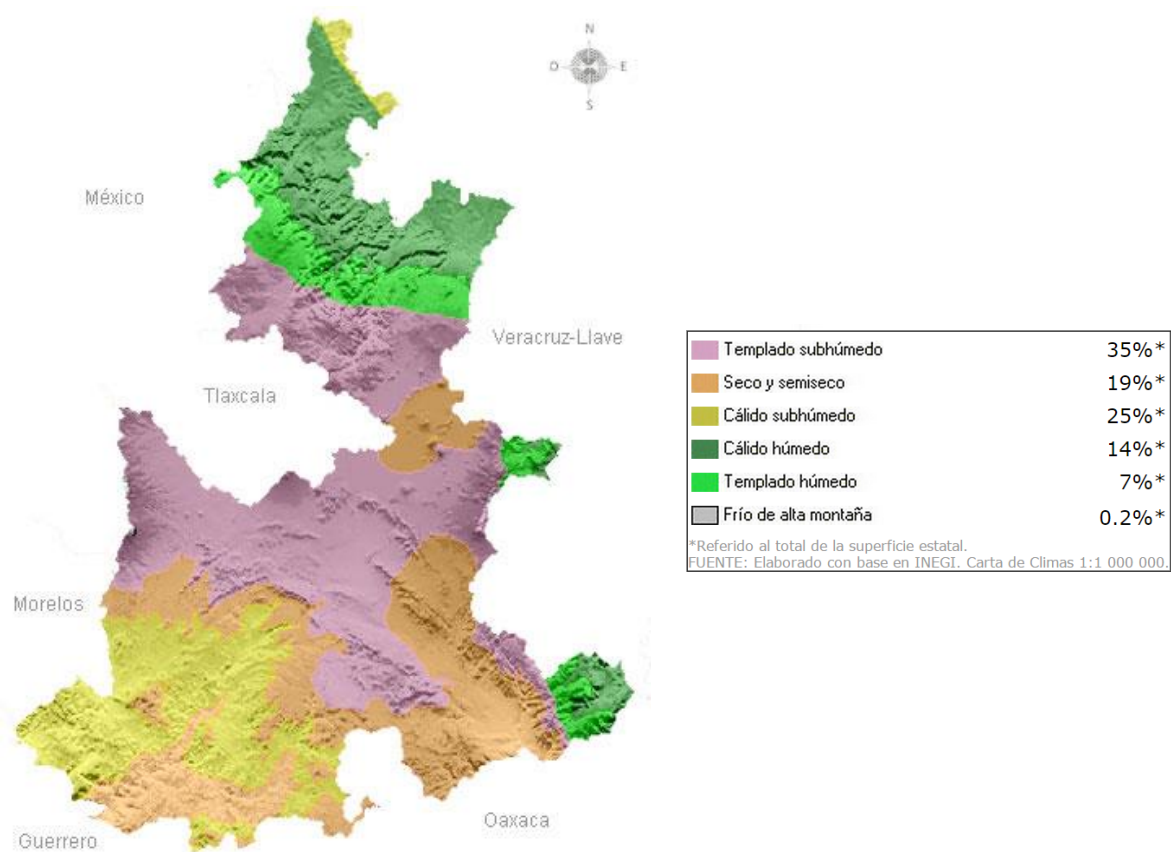 N
O E
S
México
Veracruz-Llave
Tlaxcala
Morelos
Oaxaca
Guerrero
Templado subhúmedo 35%*
Seco y semiseco 19%*
Cálido subhúmedo 25%*
Cálido húmedo 14%*
Templado húmedo 7%*
Frío de alta montaña 0.2%*
*Referido al total de la superficie estatal.
FUENTE: Elaborado con base en INEGI. Carta de Climas 1:1 000 000.